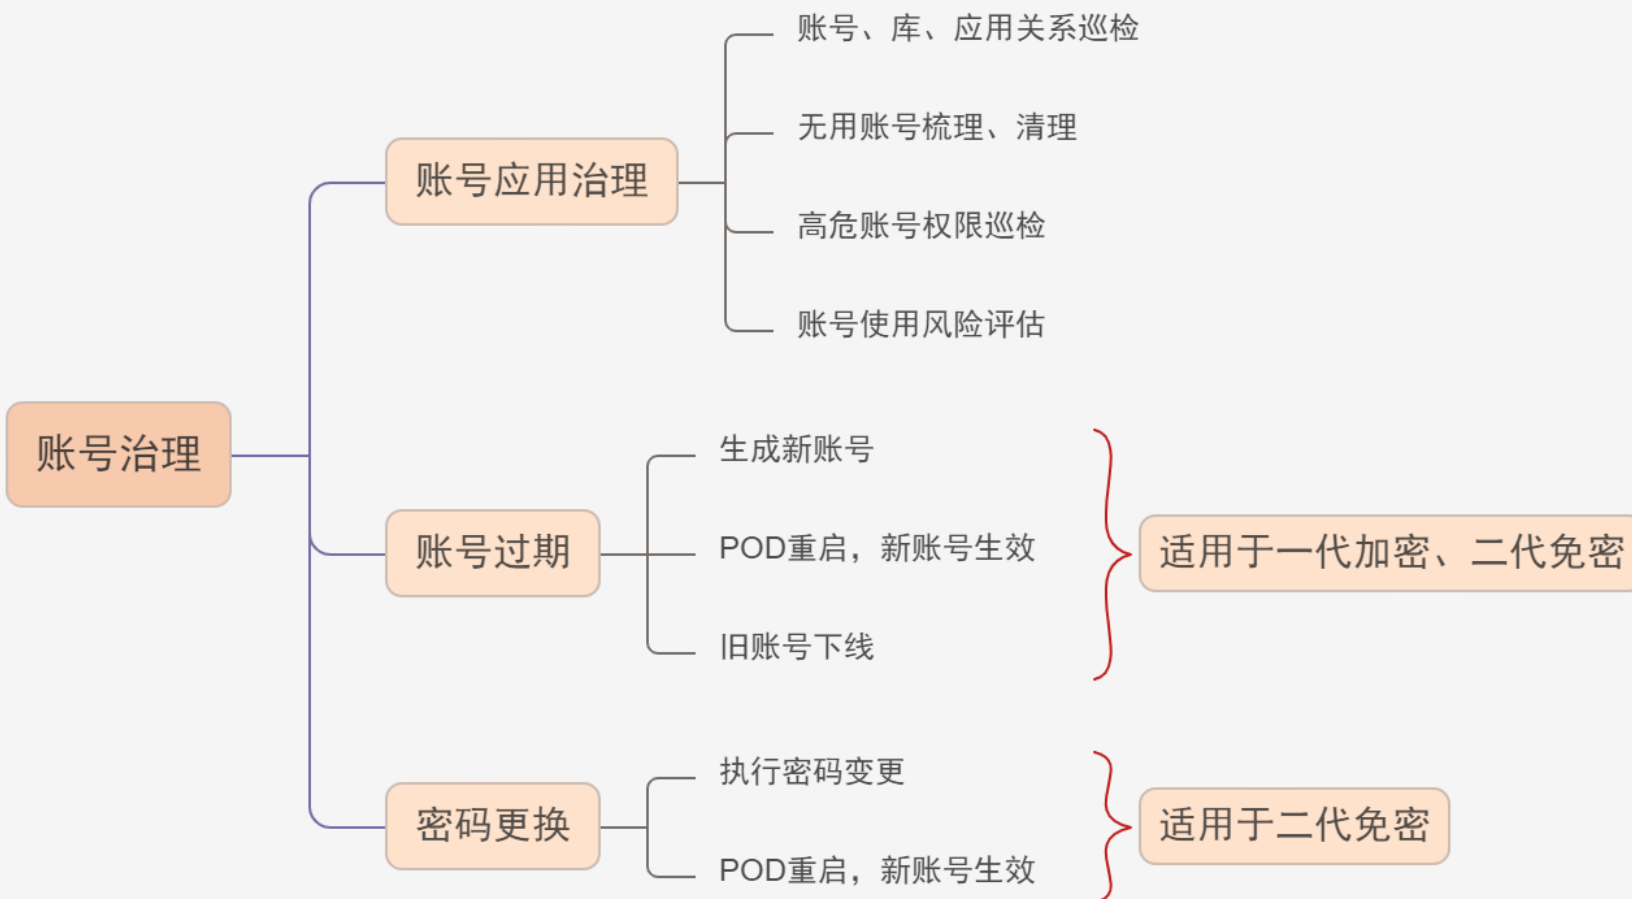 账号治理
账号应用治理
账号、库、应用关系巡检
无用账号梳理、清理
高危账号权限巡检
账号使用风险评估
账号过期
生成新账号
POD重启，新账号生效
旧账号下线
适用于一代加密、二代免密
密码更换
执行密码变更
POD重启，新账号生效
适用于二代免密